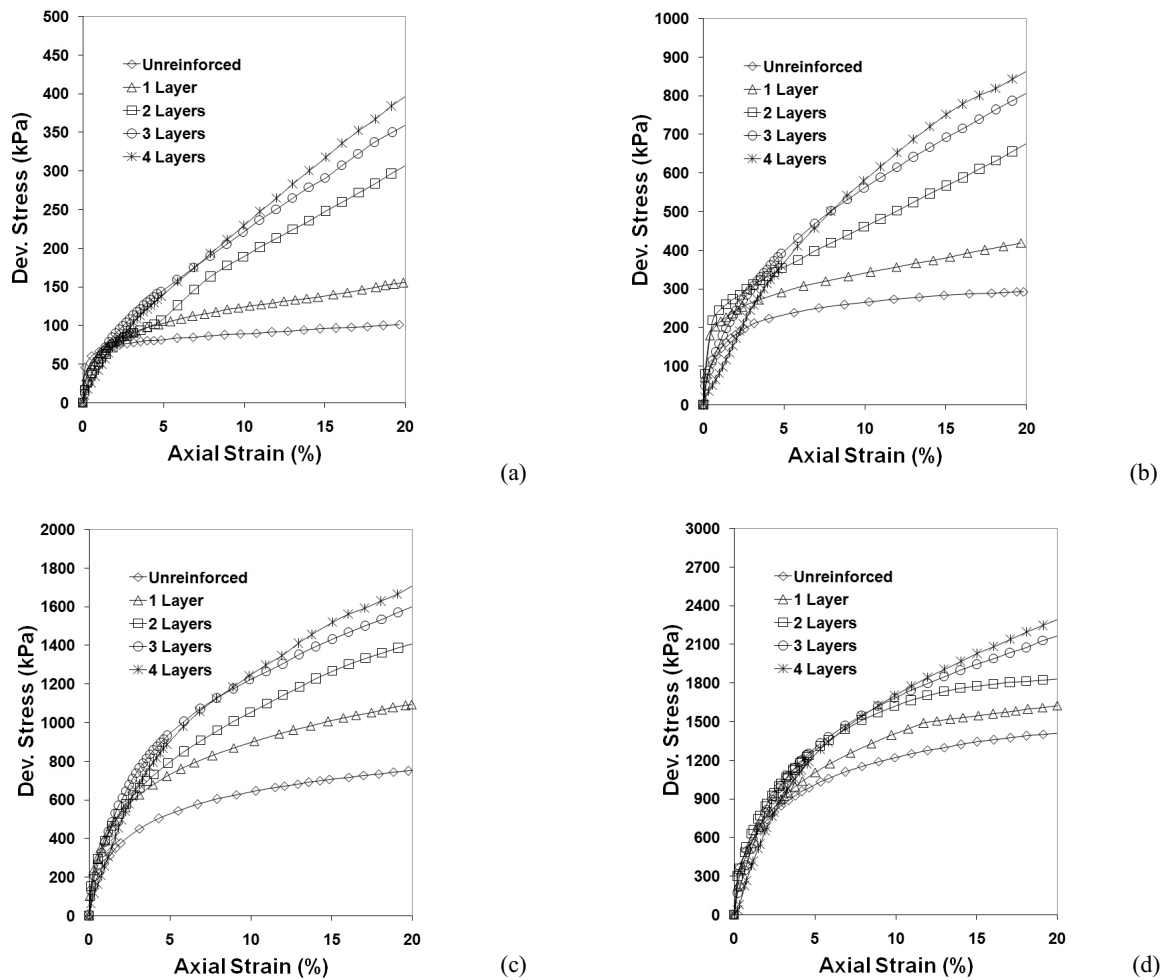 500
450
400
350
300
250
200
150
100
50
0
Dev. Stress (kPa)
Unreinforced
1 Layer
2 Layers
3 Layers
4 Layers
0 5 10 15 20
Axial Strain (%)
(a)
1000
900
800
700
600
500
400
300
200
100
0
Dev. Stress (kPa)
Unreinforced
1 Layer
2 Layers
3 Layers
4 Layers
0 5 10 15 20
Axial Strain (%)
(b)
2000
1800
1600
1400
1200
1000
800
600
400
200
0
Dev. Stress (kPa)
Unreinforced
1 Layer
2 Layers
3 Layers
4 Layers
0 5 10 15 20
Axial Strain (%)
(c)
3000
2700
2400
2100
1800
1500
1200
900
600
300
0
Dev. Stress (kPa)
Unreinforced
1 Layer
2 Layers
3 Layers
4 Layers
0 5 10 15 20
Axial Strain (%)
(d)